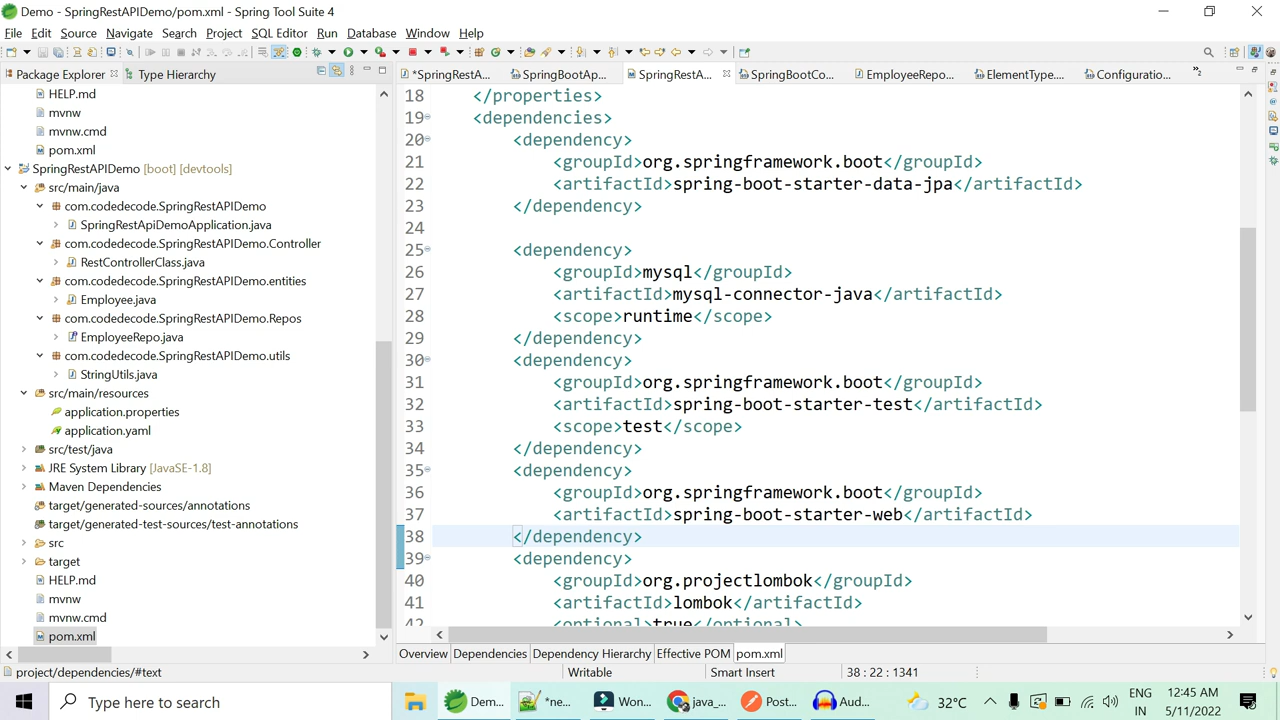 Demo - SpringRestAPIDemo/pom.xml - Spring Tool Suite 4
File Edit Source Navigate Search Project SQL Editor Run Database Window Help
Package Explorer Type Hierarchy
*SpringRestA... SpringBootAp... SpringRestA... SpringBootCo... EmployeeRepo... ElementType.... Configuratio... »2
HELP.md
mvnw
mvnw.cmd
pom.xml
SpringRestAPIDemo [boot] [devtools]
src/main/java
com.codedecode.SpringRestAPIDemo
SpringRestApiDemoApplication.java
com.codedecode.SpringRestAPIDemo.Controller
RestControllerClass.java
com.codedecode.SpringRestAPIDemo.entities
Employee.java
com.codedecode.SpringRestAPIDemo.Repos
EmployeeRepo.java
com.codedecode.SpringRestAPIDemo.utils
StringUtils.java
src/main/resources
application.properties
application.yaml
src/test/java
JRE System Library [JavaSE-1.8]
Maven Dependencies
target/generated-sources/annotations
target/generated-test-sources/test-annotations
src
target
HELP.md
mvnw
mvnw.cmd
pom.xml
18 </properties>
19 <dependencies>
20 <dependency>
21 <groupId>org.springframework.boot</groupId>
22 <artifactId>spring-boot-starter-data-jpa</artifactId>
23 </dependency>
24
25 <dependency>
26 <groupId>mysql</groupId>
27 <artifactId>mysql-connector-java</artifactId>
28 <scope>runtime</scope>
29 </dependency>
30 <dependency>
31 <groupId>org.springframework.boot</groupId>
32 <artifactId>spring-boot-starter-test</artifactId>
33 <scope>test</scope>
34 </dependency>
35 <dependency>
36 <groupId>org.springframework.boot</groupId>
37 <artifactId>spring-boot-starter-web</artifactId>
38 </dependency>
39 <dependency>
40 <groupId>org.projectlombok</groupId>
41 <artifactId>lombok</artifactId>
42 <optional>true</optional>
Overview Dependencies Dependency Hierarchy Effective POM pom.xml
project/dependencies/#text Writable Smart Insert 38 : 22 : 1341
Type here to search Dem... *ne... Won... java_... Post... Aud... 32°C ENG IN 12:45 AM 5/11/2022